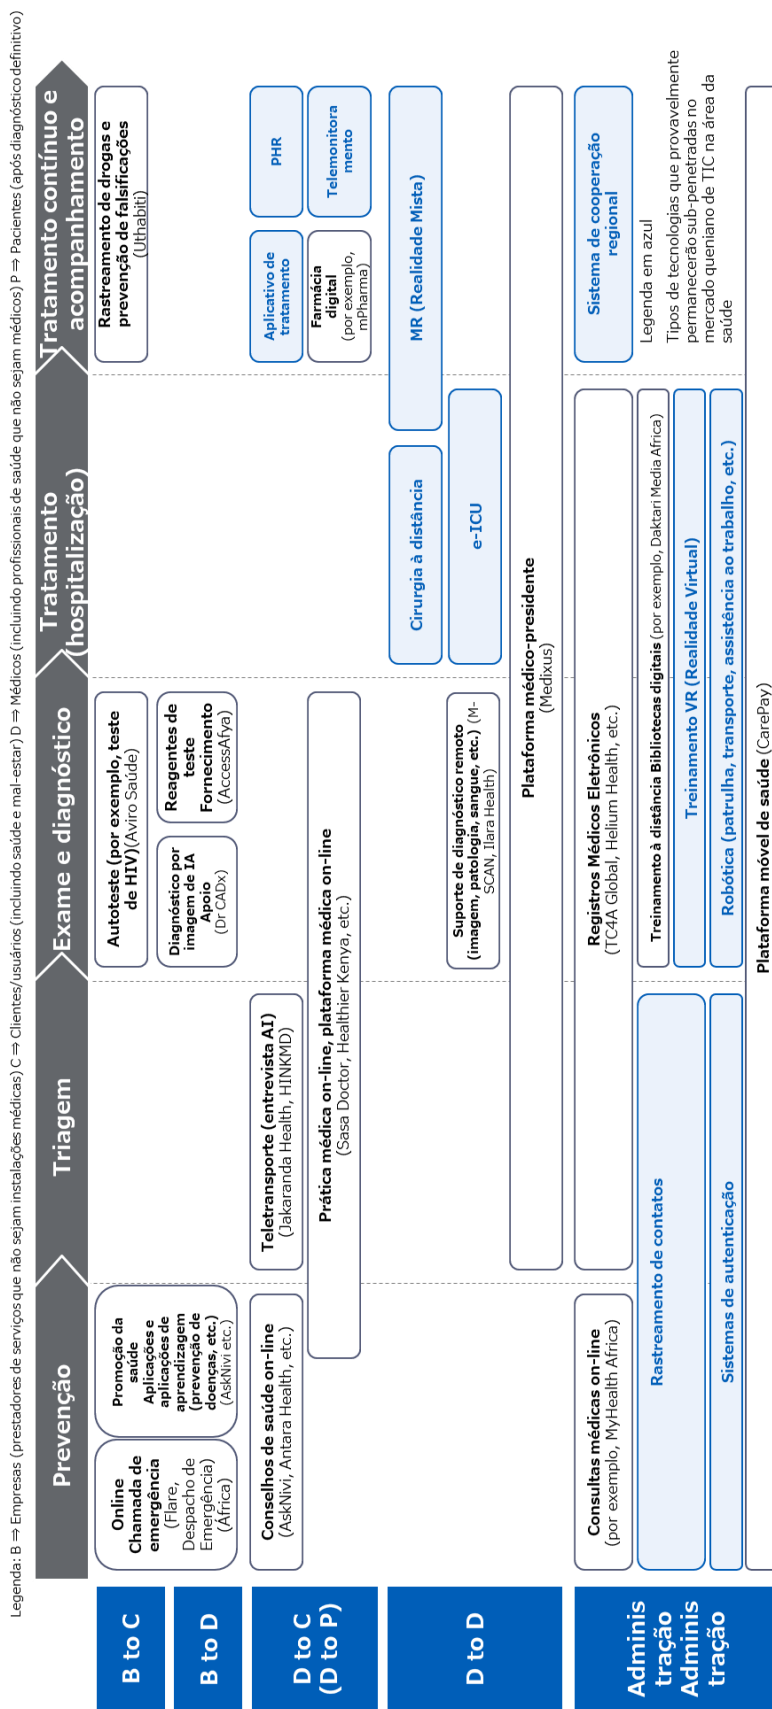 Legenda: B ⇒ Empresas (prestadores de serviços que não sejam instalações médicas) C ⇒ Clientes/usuários (incluindo saúde e mal-estar) D ⇒ Médicos (incluindo profissionais de saúde que não sejam médicos) P ⇒ Pacientes (após diagnóstico definitivo)
Prevenção
Triagem
Exame e diagnóstico
Tratamento
(hospitalização)
Tratamento contínuo e
acompanhamento
B to C
B to D
Online
Chamada de
emergência
(Flare,
Despacho de
Emergência)
(África)
Promoção da
saúde
Aplicações e
aplicações de
aprendizagem
(prevenção de
doenças, etc.)
(AskNivi etc.)
Autoteste (por exemplo, teste
de HIV)(Aviro Saúde)
Diagnóstico por
imagem de IA
Apoio
(Dr CADx)
Reagentes de
teste
Fornecimento
(AccessAfya)
Rastreamento de drogas e
prevenção de falsificações
(Uthabiti)
D to C
(D to P)
Conselhos de saúde on-line
(AskNivi, Antara Health, etc.)
Teletransporte (entrevista AI)
(Jakaranda Health, HINKMD)
Prática médica on-line, plataforma médica on-line
(Sasa Doctor, Healthier Kenya, etc.)
Aplicativo de
tratamento
PHR
Farmácia
digital
(por exemplo,
mPharma)
Telemonitora
mento
D to D
Cirurgia à distância
MR (Realidade Mista)
Suporte de diagnóstico remoto
(imagem, patologia, sangue, etc.) (M-
SCAN, Ilara Health)
e-ICU
Plataforma médico-presidente
(Medixus)
Adminis
tração
Adminis
tração
Consultas médicas on-line
(por exemplo, MyHealth Africa)
Registros Médicos Eletrônicos
(TC4A Global, Helium Health, etc.)
Sistema de cooperação
regional
Rastreamento de contatos
Treinamento à distância Bibliotecas digitais (por exemplo, Daktari Media Africa)
Treinamento VR (Realidade Virtual)
Sistemas de autenticação
Robótica (patrulha, transporte, assistência ao trabalho, etc.)
Plataforma móvel de saúde (CarePay)
Legenda em azul
Tipos de tecnologias que provavelmente
permanecerão sub-penetradas no
mercado queniano de TIC na área da
saúde